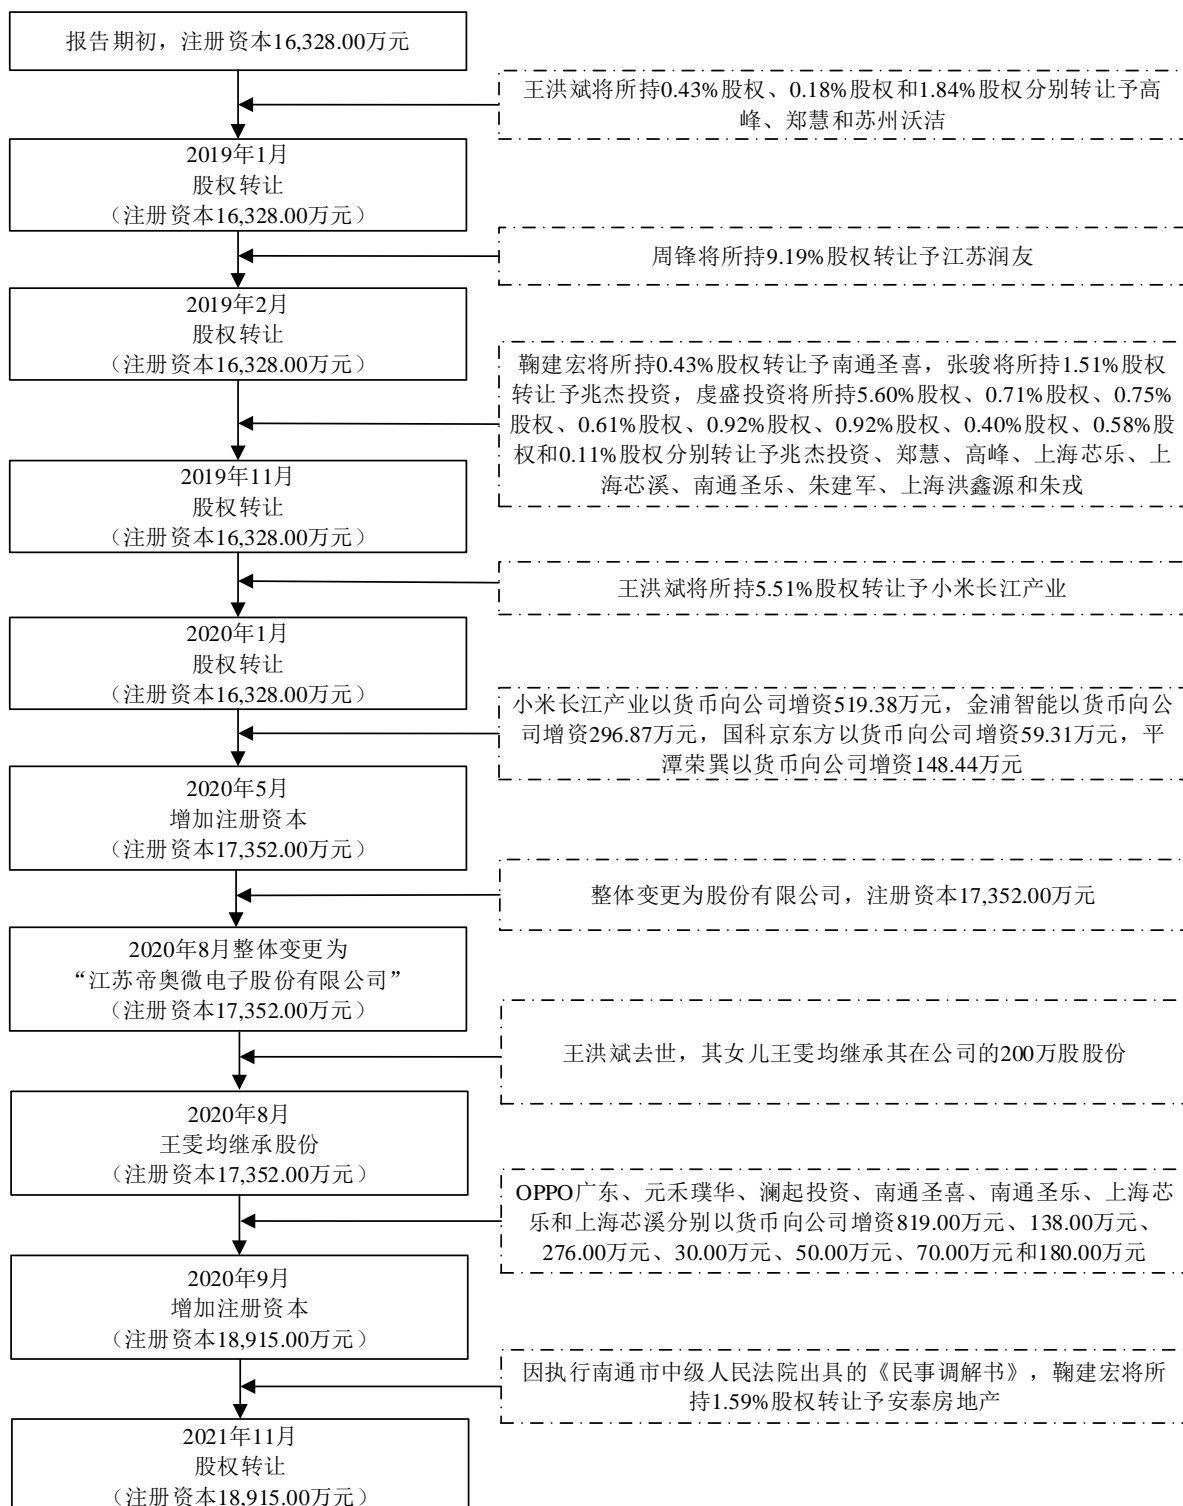 报告期初，注册资本16,328.00万元
王洪斌将所持0.43%股权、0.18%股权和1.84%股权分别转让予高
峰、郑慧和苏州沃洁
2019年1月
股权转让
（注册资本16,328.00万元）
周锋将所持9.19%股权转让予江苏润友
2019年2月
股权转让
（注册资本16,328.00万元）
鞠建宏将所持0.43%股权转让予南通圣喜，张骏将所持1.51%股权
转让予兆杰投资，虔盛投资将所持5.60%股权、0.71%股权、0.75%
股权、0.61%股权、0.92%股权、0.92%股权、0.40%股权、0.58%股
权和0.11%股权分别转让予兆杰投资、郑慧、高峰、上海芯乐、上
海芯溪、南通圣乐、朱建军、上海洪鑫源和朱戎
2019年11月
股权转让
（注册资本16,328.00万元）
王洪斌将所持5.51%股权转让予小米长江产业
2020年1月
股权转让
（注册资本16,328.00万元）
小米长江产业以货币向公司增资519.38万元，金浦智能以货币向公
司增资296.87万元，国科京东方以货币向公司增资59.31万元，平
潭荣巽以货币向公司增资148.44万元
2020年5月
增加注册资本
（注册资本17,352.00万元）
整体变更为股份有限公司，注册资本17,352.00万元
2020年8月整体变更为
“江苏帝奥微电子股份有限公司”
（注册资本17,352.00万元）
王洪斌去世，其女儿王雯均继承其在公司的200万股股份
2020年8月
王雯均继承股份
（注册资本17,352.00万元）
OPPO广东、元禾璞华、澜起投资、南通圣喜、南通圣乐、上海芯
乐和上海芯溪分别以货币向公司增资819.00万元、138.00万元、
276.00万元、30.00万元、50.00万元、70.00万元和180.00万元
2020年9月
增加注册资本
（注册资本18,915.00万元）
因执行南通市中级人民法院出具的《民事调解书》，鞠建宏将所
持1.59%股权转让予安泰房地产
2021年11月
股权转让
（注册资本18,915.00万元）